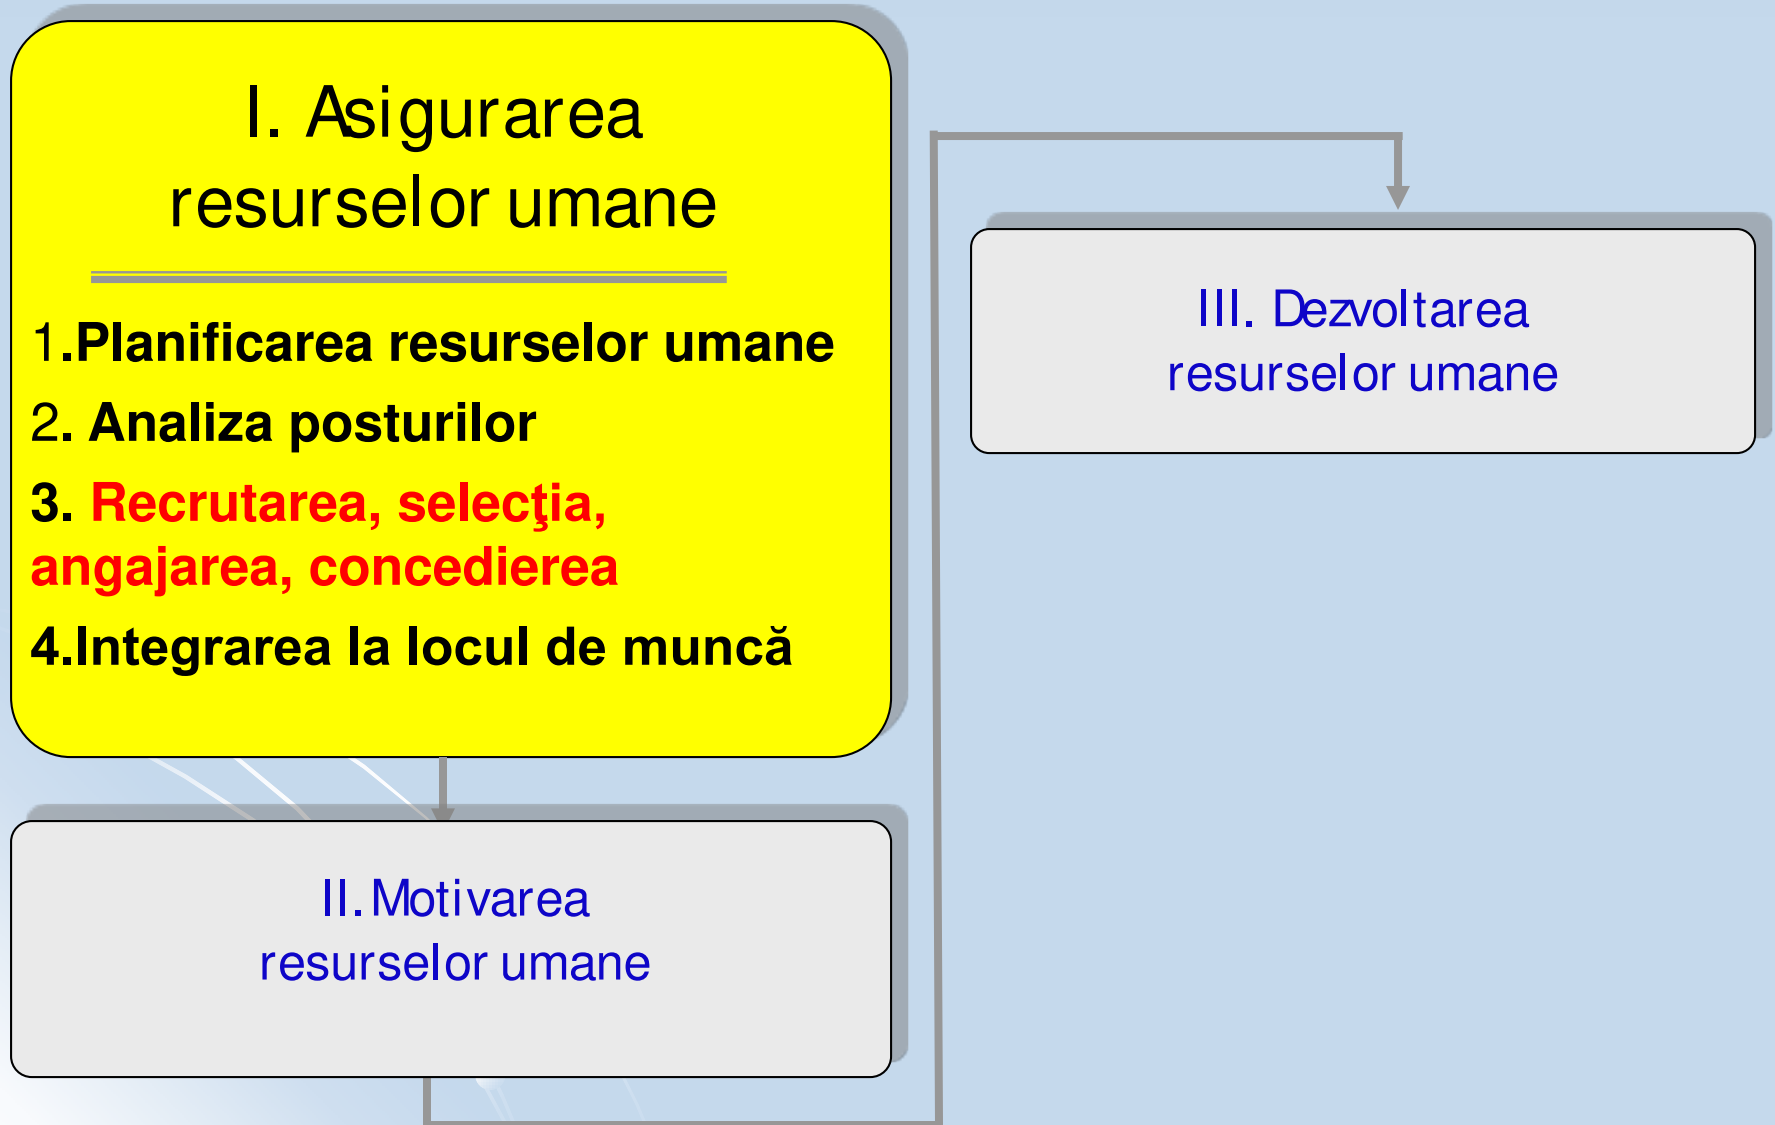 I. Asigurarea
resurselor umane
1.Planificarea resurselor umane
2. Analiza posturilor
3. Recrutarea, selecţia,
angajarea, concedierea
4.Integrarea la locul de muncă
II.Motivarea
resurselor umane
III. Dezvoltarea
resurselor umane